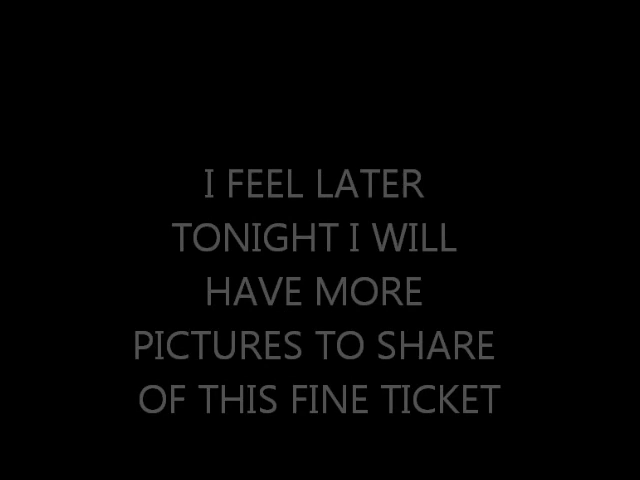 I FEEL LATER
TONIGHT I WILL
HAVE MORE
PICTURES TO SHARE
OF THIS FINE TICKET